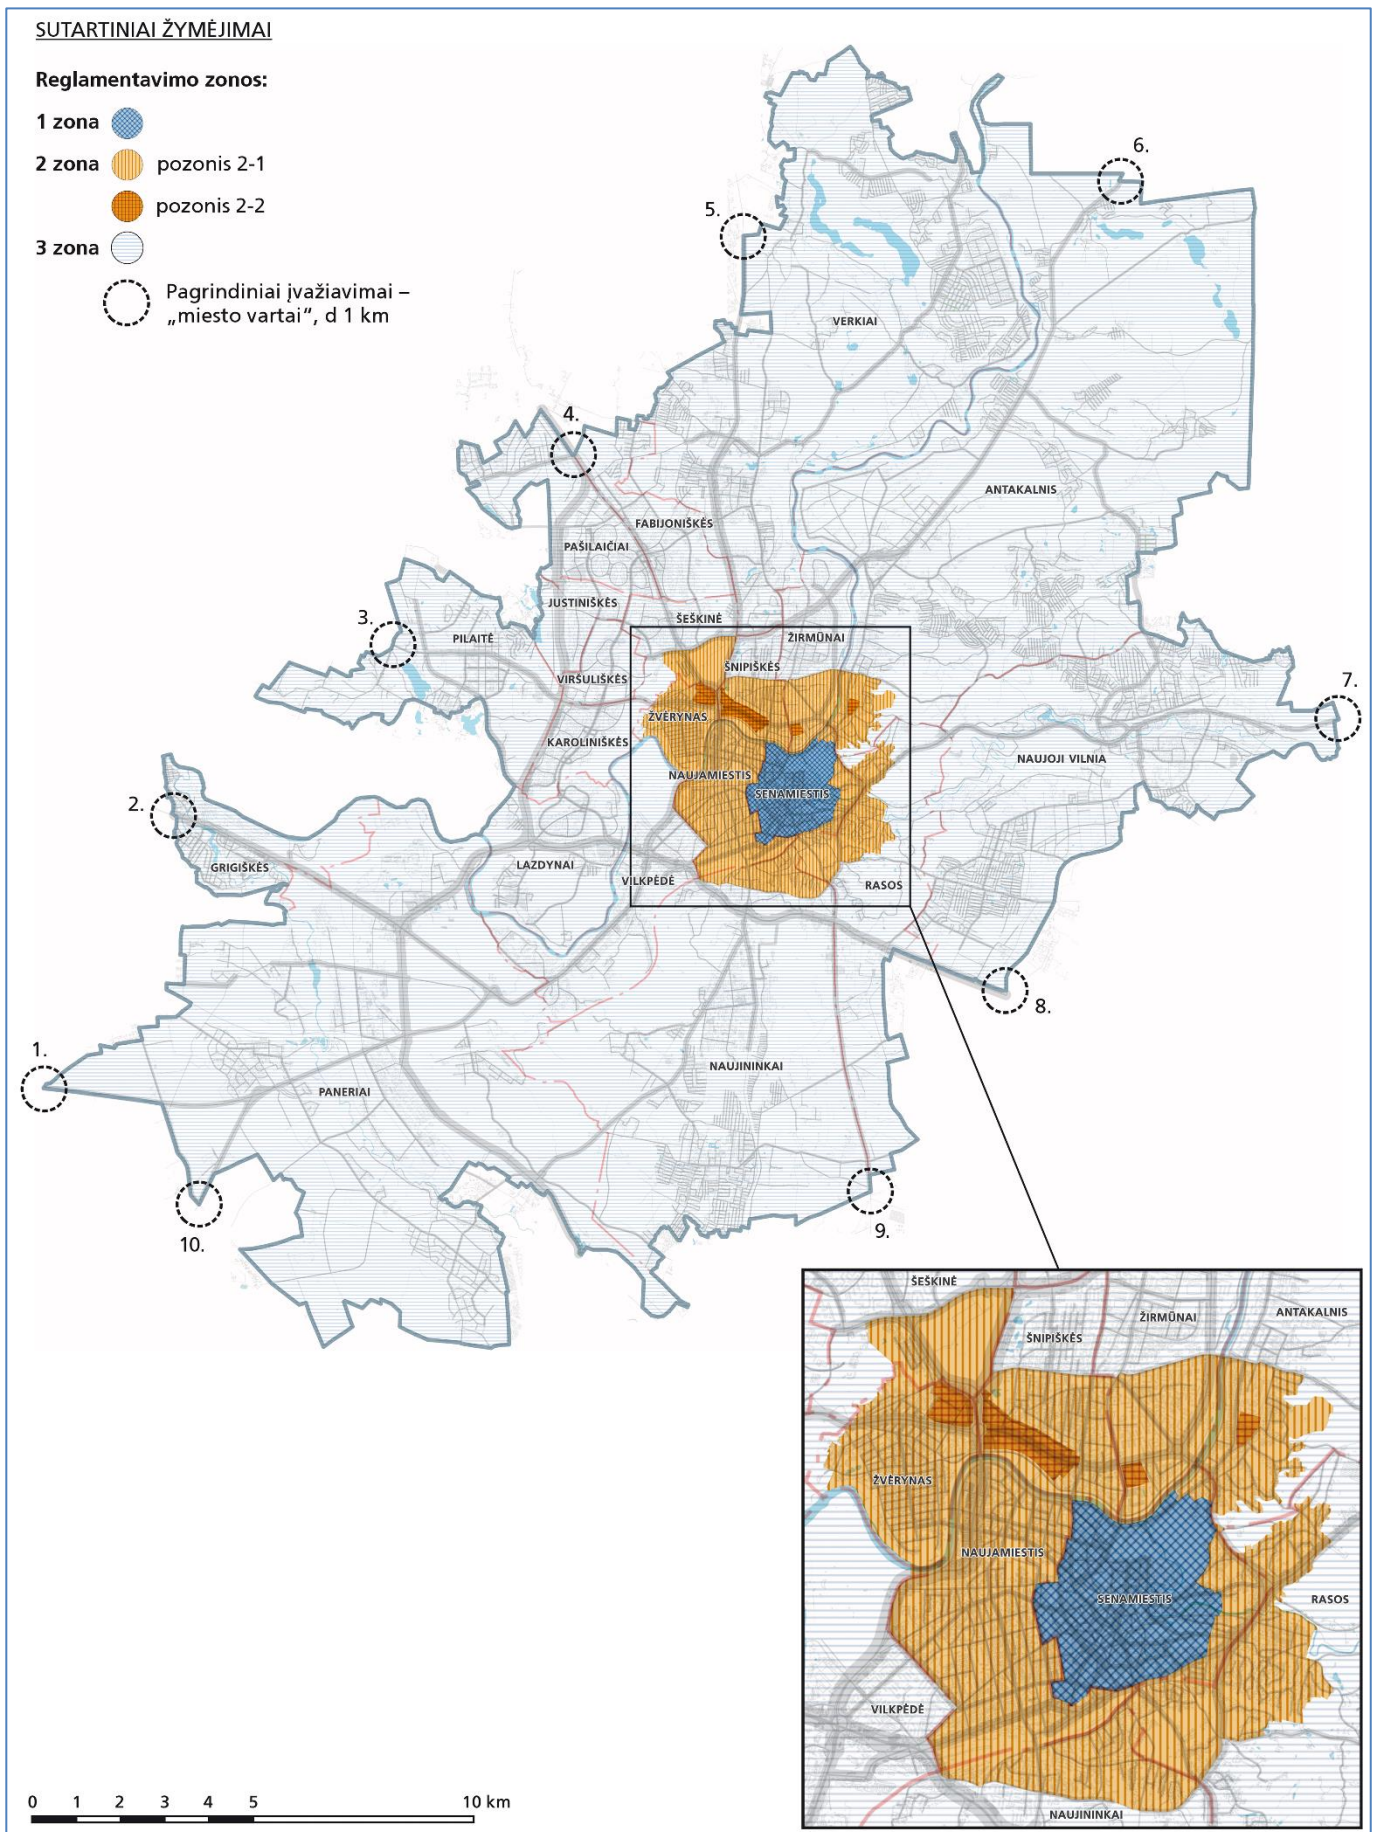 SUTARTINIAI ŽYMĖJIMAI
Reglamentavimo zonos:
1 zona
2 zona pozonis 2-1
pozonis 2-2
3 zona
Pagrindiniai įvažiavimai –
„miesto vartai“, d 1 km
6.
5.
VERKIAI
4.
ANTAKALNIS
FABIJONIŠKĖS
PAŠILAIČIAI
JUSTINIŠKĖS
3.
ŠEŠKINĖ
PILAITĖ
ŽIRMŪNAI
ŠNIPIŠKĖS
VIRŠULIŠKĖS
7.
ŽVĖRYNAS
KAROLINIŠKĖS
NAUJOJI VILNIA
NAUJAMIESTIS
SENAMIESTIS
2.
GRIGIŠKĖS
LAZDYNAI
VILKPĖDĖ
RASOS
8.
1.
NAUJININKAI
PANERIAI
9.
10.
ŠEŠKINĖ
ANTAKALNIS
ŽIRMŪNAI
ŠNIPIŠKĖS
ŽVĖRYNAS
NAUJAMIESTIS
SENAMIESTIS
RASOS
VILKPĖDĖ
NAUJININKAI
0 1 2 3 4 5 10 km